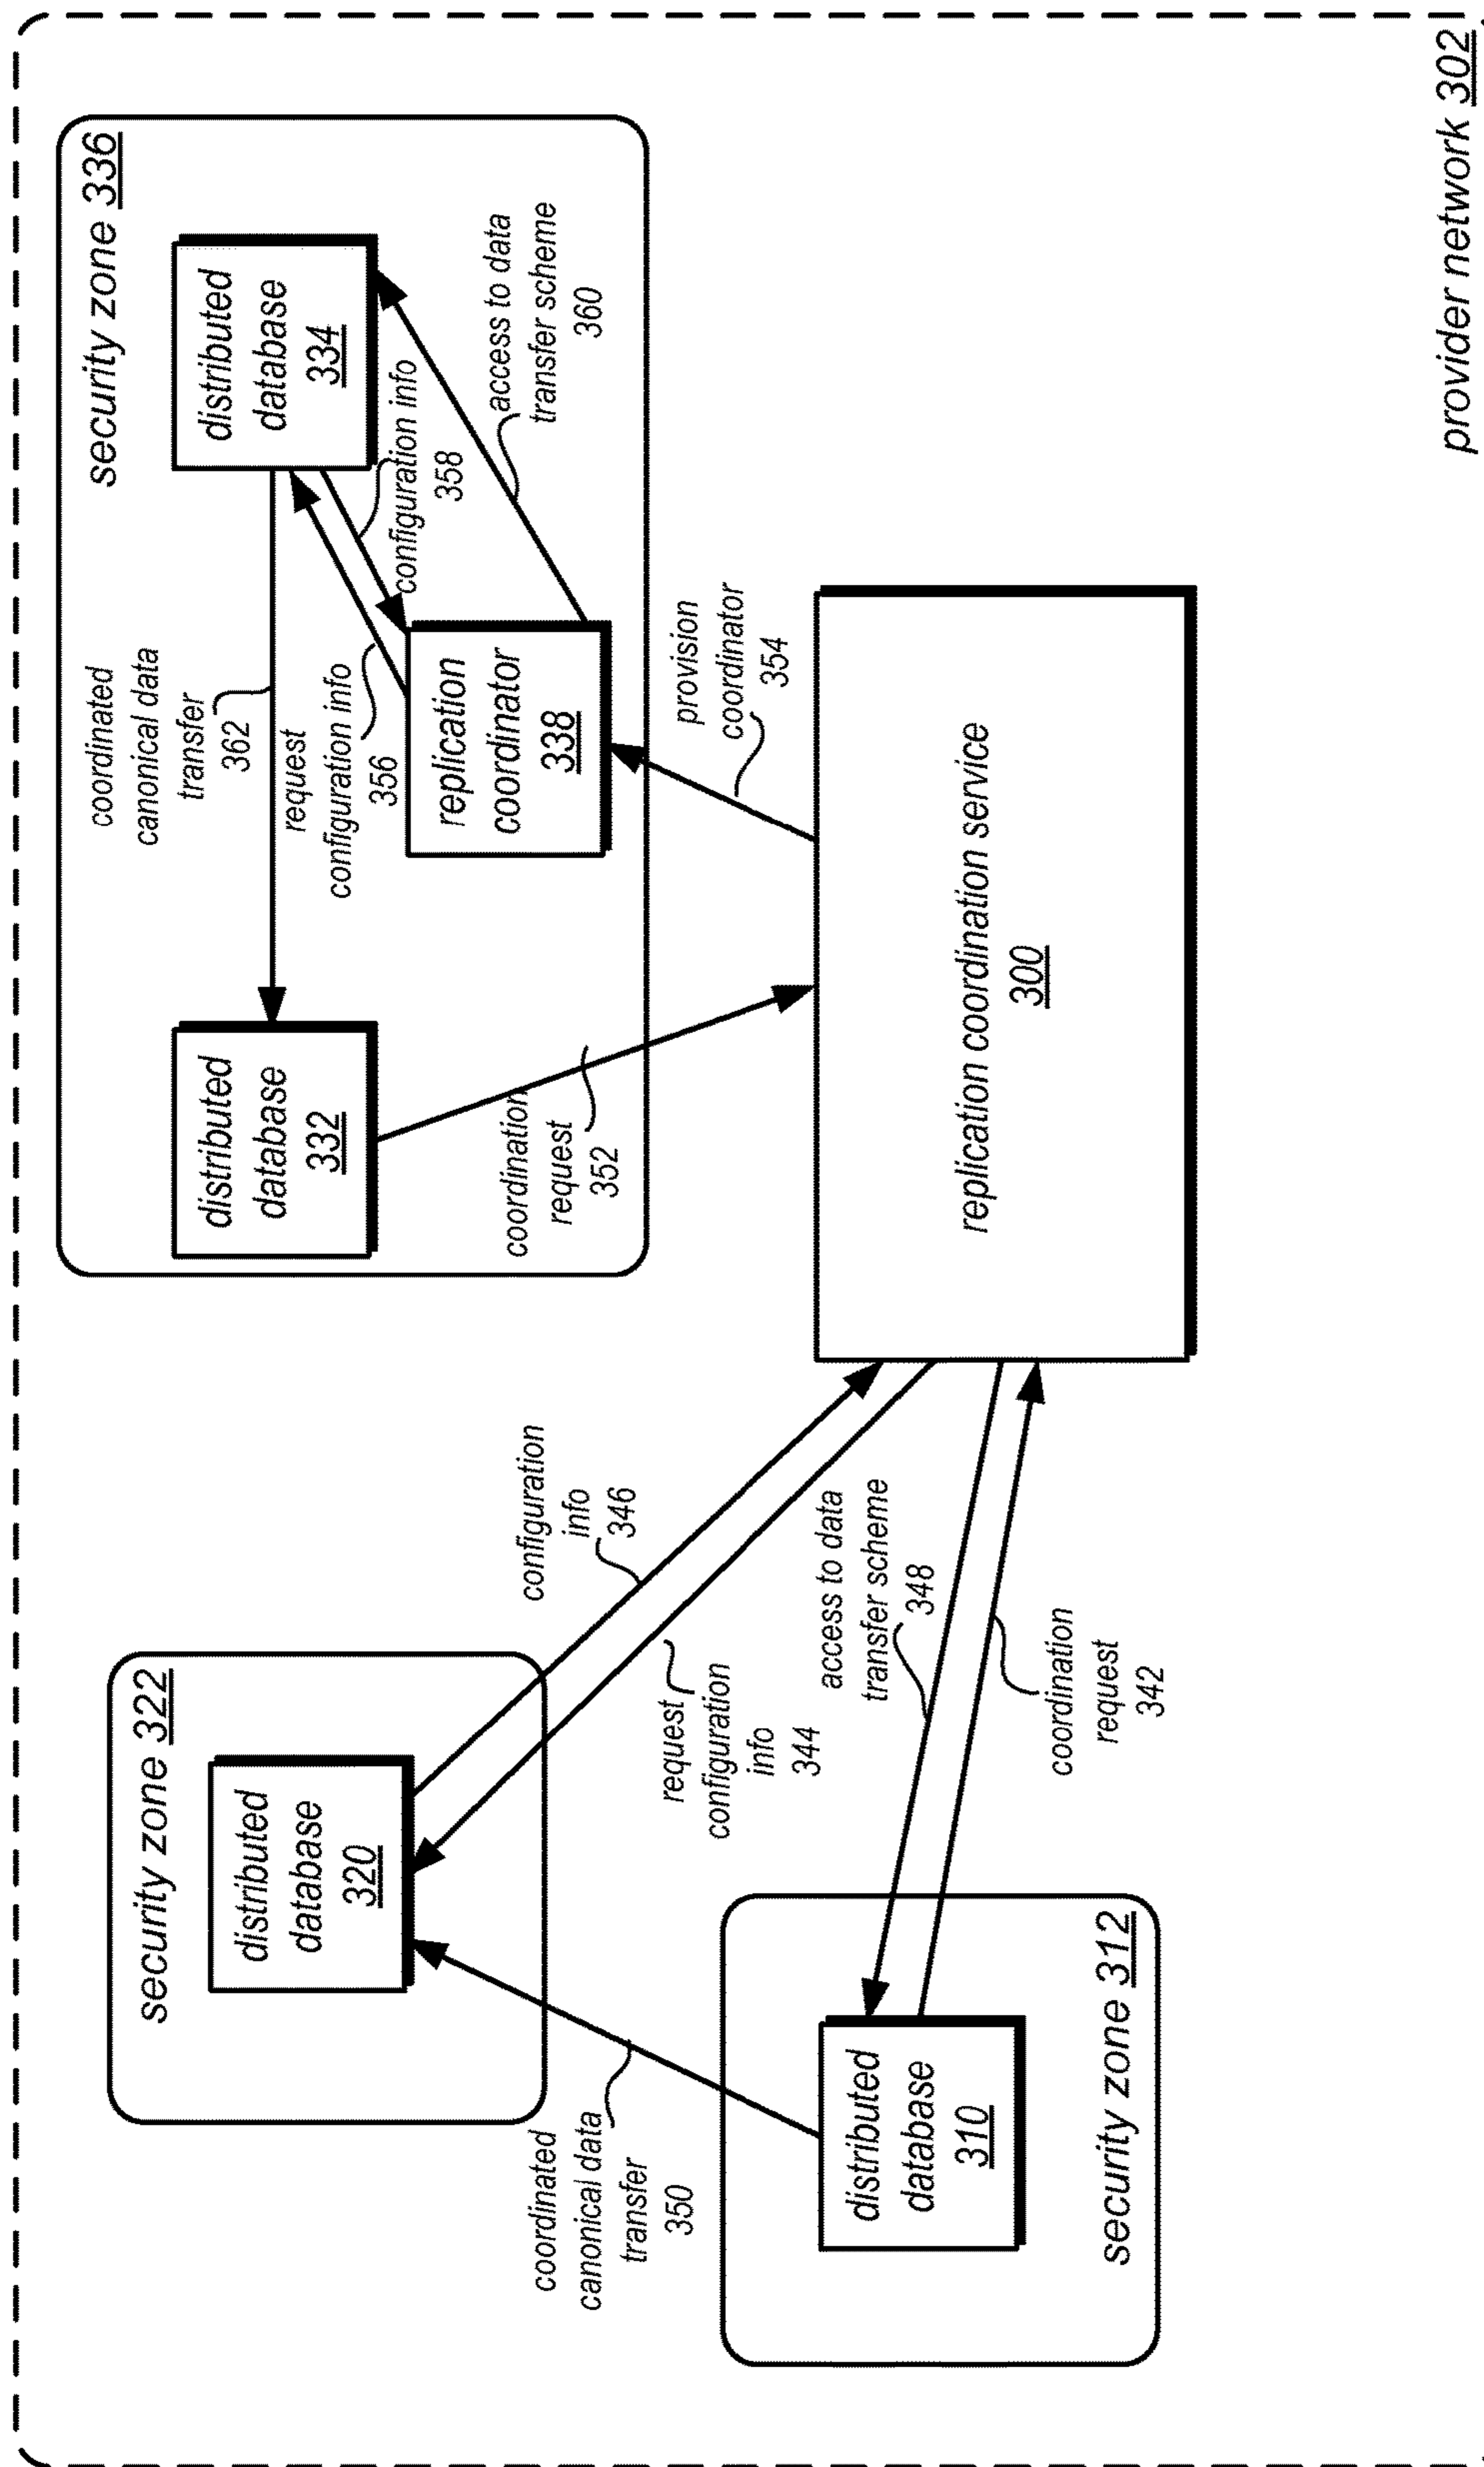 security zone 322
distributed
database
320
security zone 336
distributed
database
332
coordinated
canonical data
transfer
362
distributed
database
334
request
configuration info
356
configuration info
358
replication
coordinator
338
access to data
transfer scheme
360
coordination
request
352
provision
coordinator
354
coordinated
canonical data
transfer
350
configuration
info
346
request
configuration
info
344
access to data
transfer scheme
348
coordination
request
342
distributed
database
310
security zone 312
replication coordination service
300
provider network 302